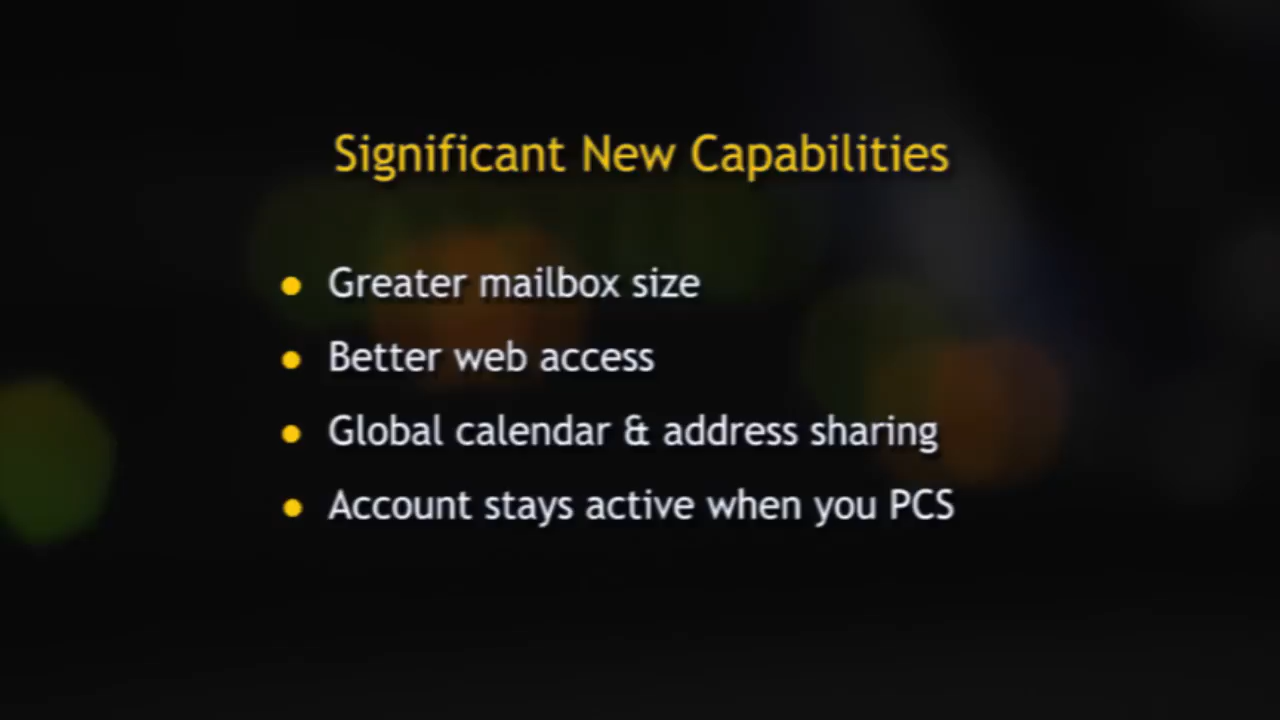 Significant New Capabilities
Greater mailbox size
Better web access
Global calendar & address sharing
Account stays active when you PCS